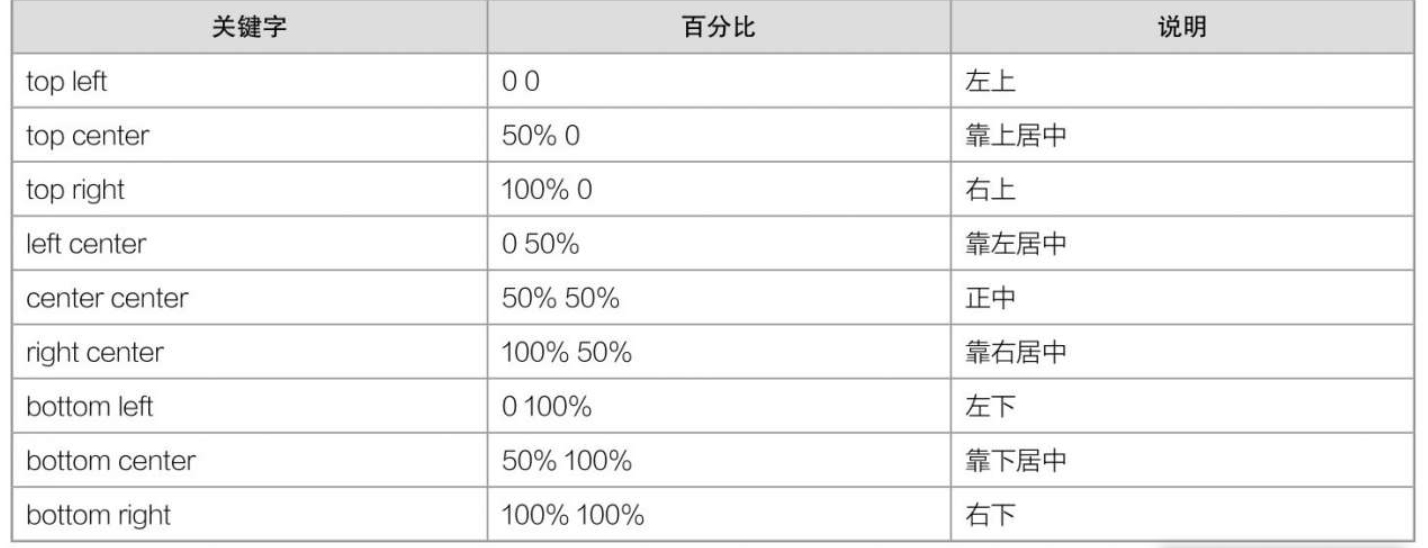 关键字 百分比 说明
top left 0 0 左上
top center 50% 0 靠上居中
top right 100% 0 右上
left center 0 50% 靠左居中
center center 50% 50% 正中
right center 100% 50% 靠右居中
bottom left 0 100% 左下
bottom center 50% 100% 靠下居中
bottom right 100% 100% 右下